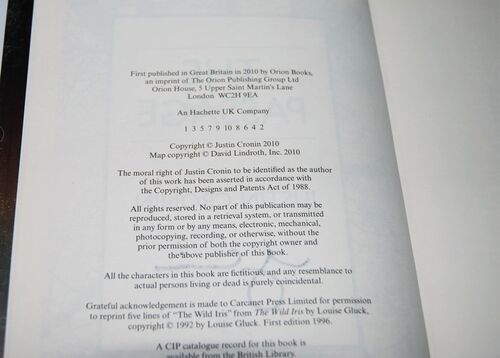 First published in Great Britain in 2010 by Orion Books,
an imprint of The Orion Publishing Group Ltd
Orion House, 5 Upper Saint Martin's Lane
London WC2H 9EA
An Hachette UK Company
1 3 5 7 9 10 8 6 4 2
Copyright © Justin Cronin 2010
Map copyright © David Lindroth, Inc. 2010
The moral right of Justin Cronin to be identified as the author
of this work has been asserted in accordance with
the Copyright, Designs and Patents Act of 1988.
All rights reserved. No part of this publication may be
reproduced, stored in a retrieval system, or transmitted
in any form or by any means, electronic, mechanical,
photocopying, recording, or otherwise, without the
prior permission of both the copyright owner and
the above publisher of this book.
All the characters in this book are fictitious, and any resemblance to
actual persons living or dead is purely coincidental.
Grateful acknowledgement is made to Carcanet Press Limited for permission
to reprint five lines of "The Wild Iris" from The Wild Iris by Louise Gluck,
copyright © 1992 by Louise Gluck. First edition 1996.
A CIP catalogue record for this book is
available from the British Library.